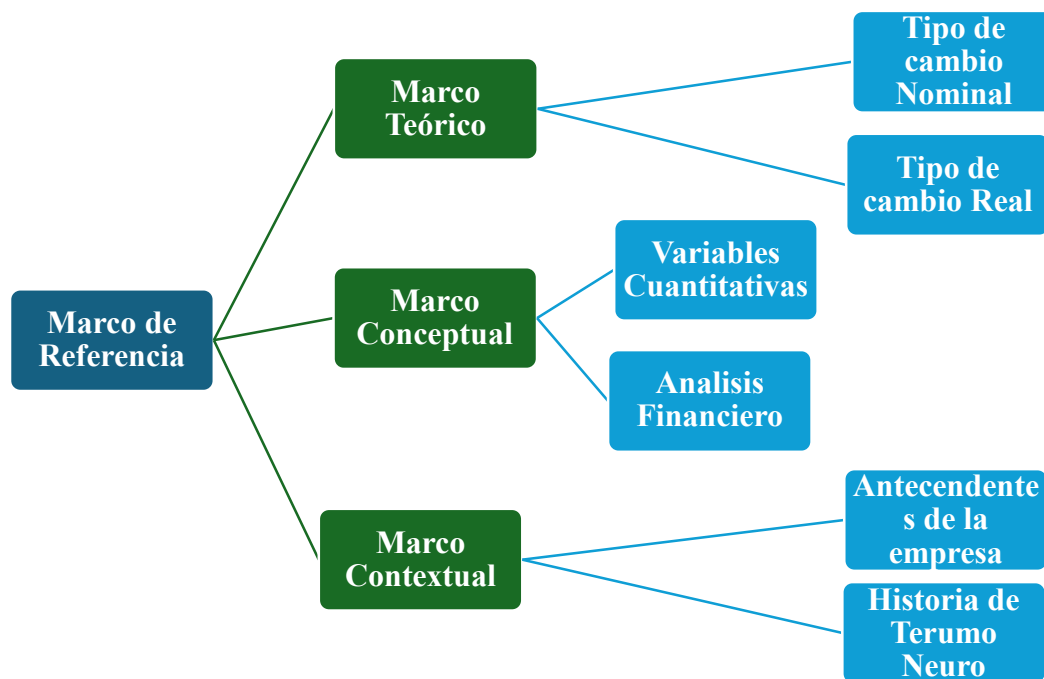 Marco de
Referencia
Marco
Teórico
Tipo de
cambio
Nominal
Tipo de
cambio Real
Marco
Conceptual
Variables
Cuantitativas
Analisis
Financiero
Marco
Contextual
Antecendente
s de la
empresa
Historia de
Terumo
Neuro